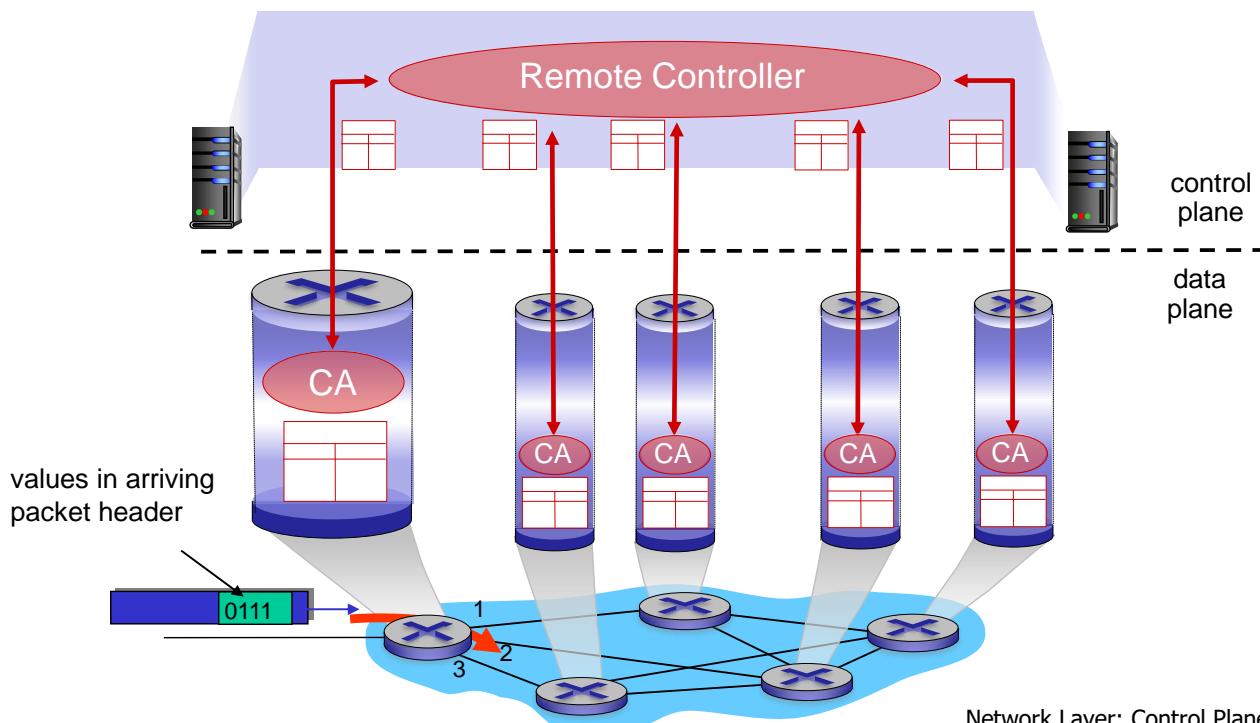 Remote Controller
control
plane
data
plane
CA
CA
CA
CA
CA
values in arriving
packet header
0111
1
2
3
Network Layer: Control Plan